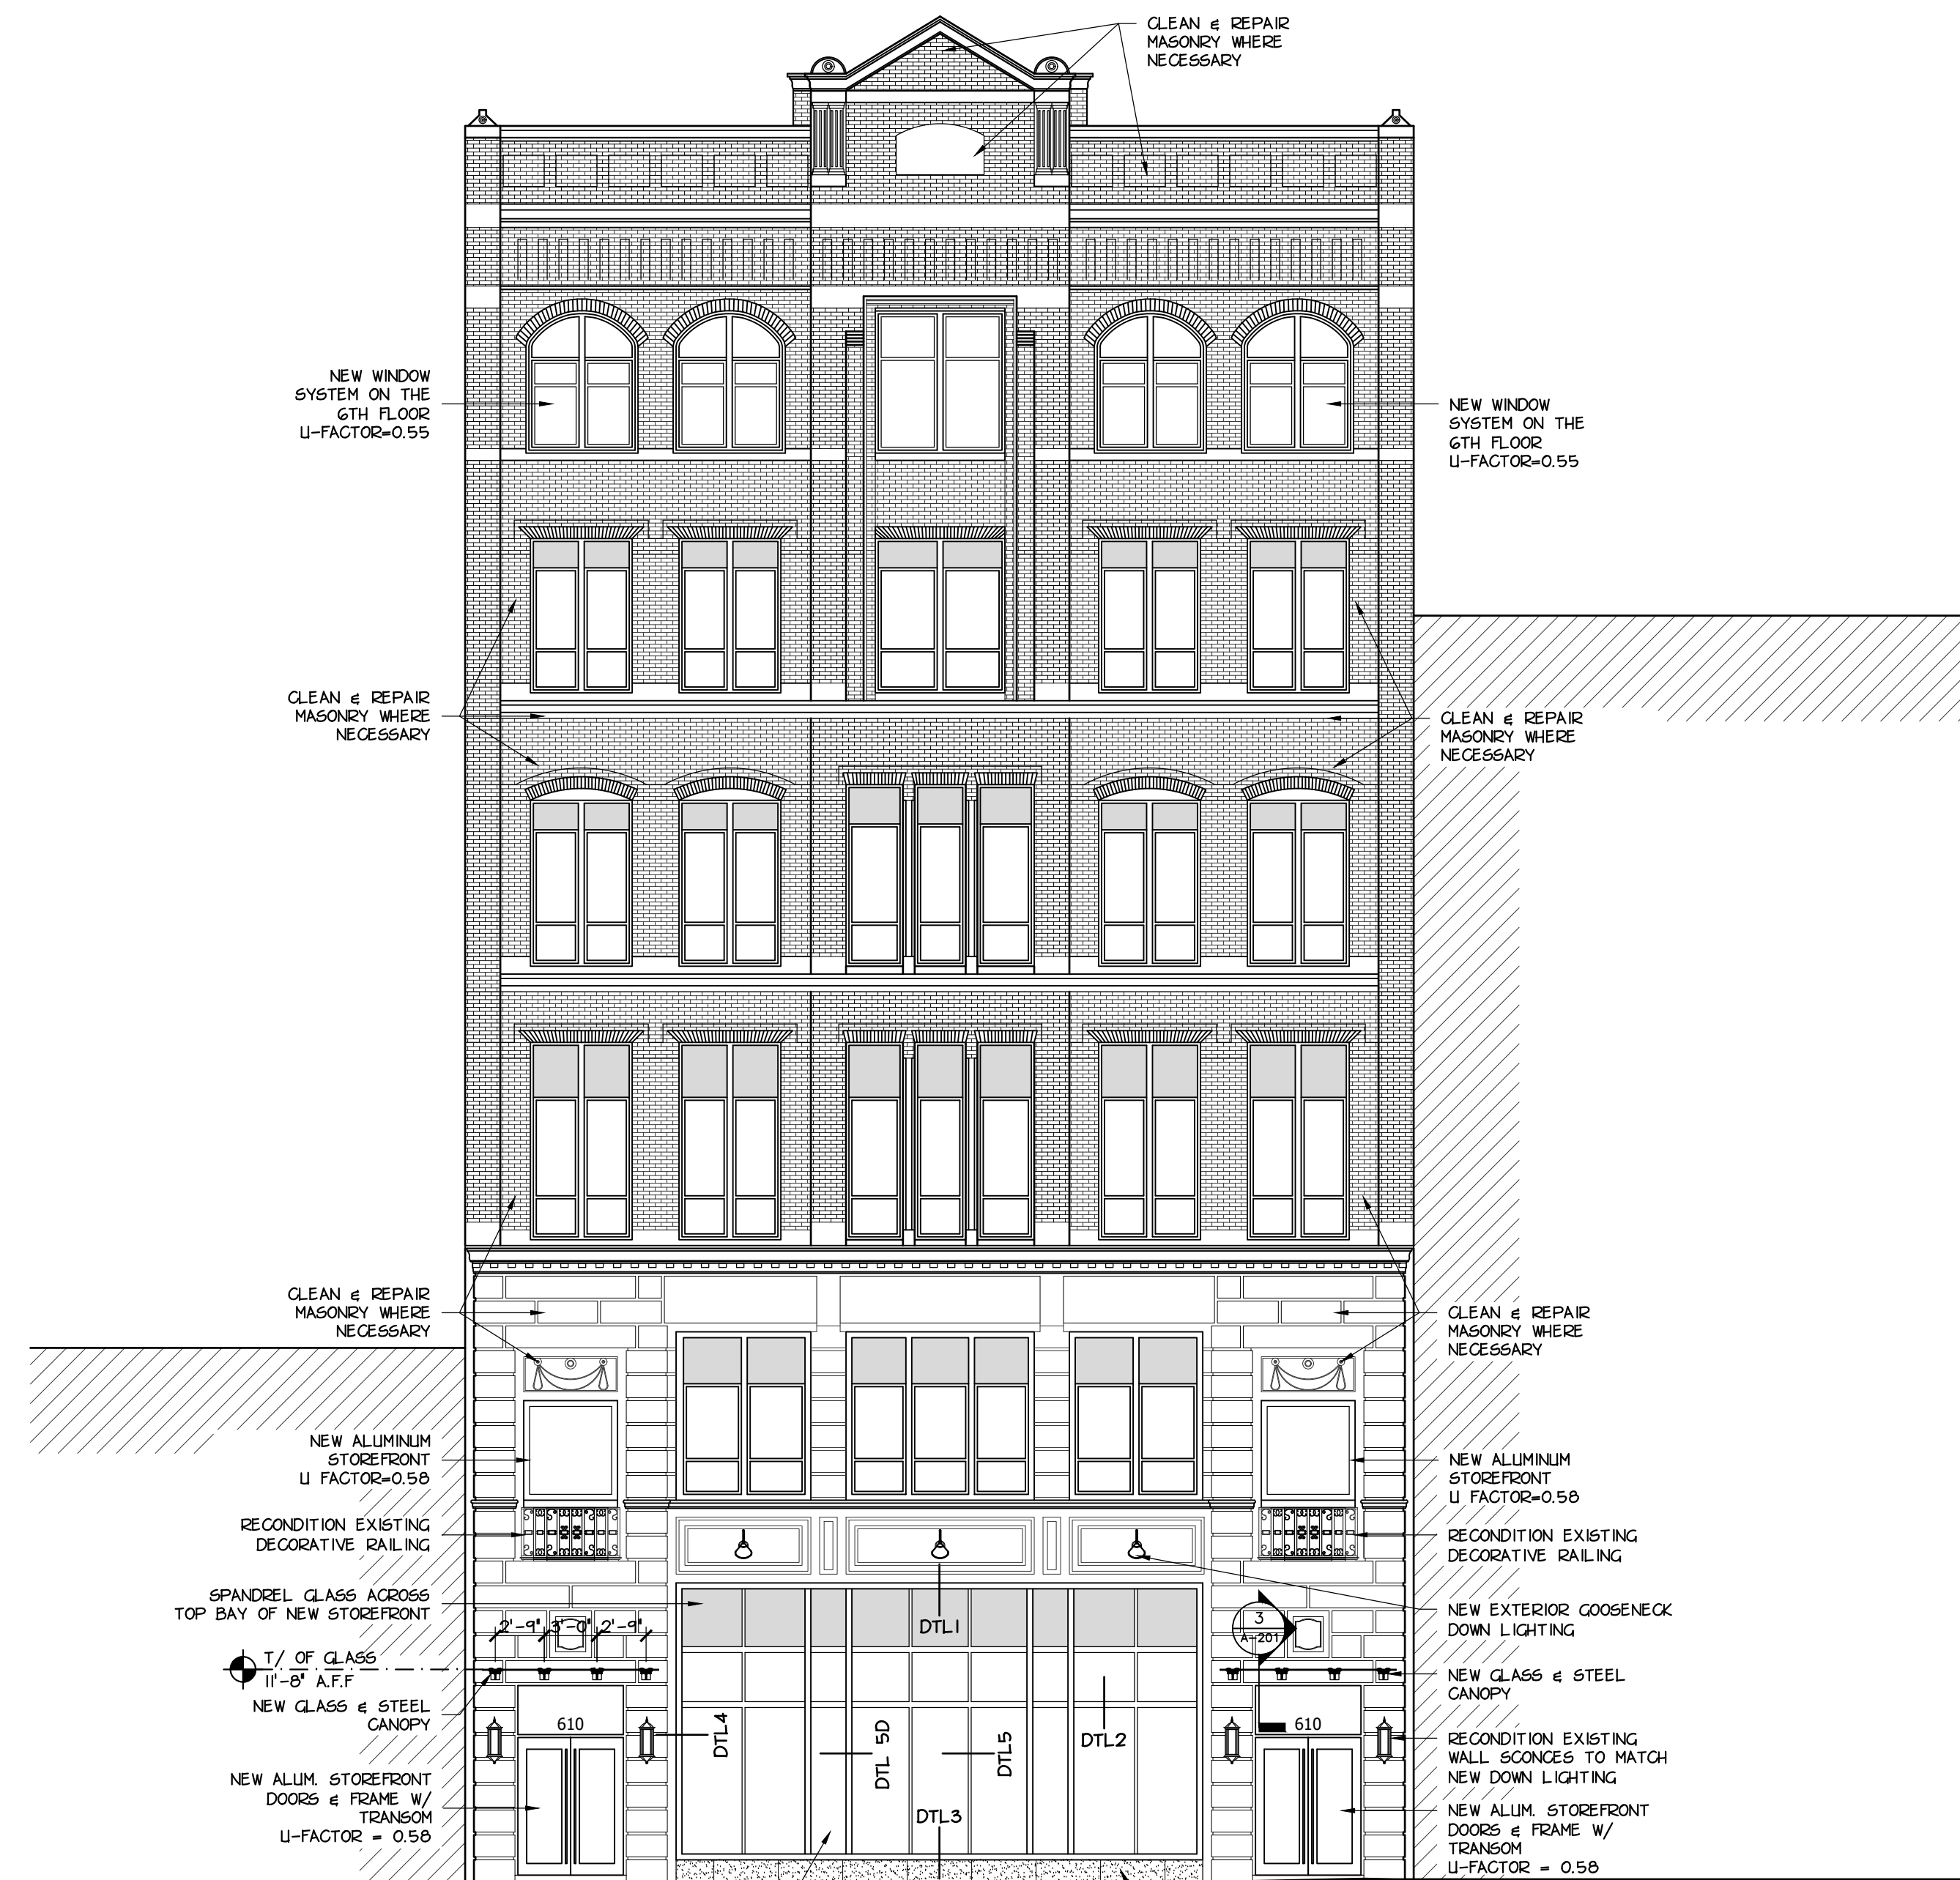 CLEAN & REPAIR
MASONRY WHERE
NECESSARY
NEW WINDOW
SYSTEM ON THE
6TH FLOOR
U-FACTOR=0.55
NEW WINDOW
SYSTEM ON THE
6TH FLOOR
U-FACTOR=0.55
CLEAN & REPAIR
MASONRY WHERE
NECESSARY
CLEAN & REPAIR
MASONRY WHERE
NECESSARY
CLEAN & REPAIR
MASONRY WHERE
NECESSARY
CLEAN & REPAIR
MASONRY WHERE
NECESSARY
NEW ALUMINUM
STOREFRONT
U FACTOR=0.58
NEW ALUMINUM
STOREFRONT
U FACTOR=0.58
RECONDITION EXISTING
DECORATIVE RAILING
RECONDITION EXISTING
DECORATIVE RAILING
SPANDREL GLASS ACROSS
TOP BAY OF NEW STOREFRONT
NEW EXTERIOR GOOSENECK
DOWN LIGHTING
2'-9" 3'-0" 2'-9"
DTL1
3
A-201
T/ OF GLASS
11'-8" A.F.F
NEW GLASS & STEEL
CANOPY
NEW GLASS & STEEL
CANOPY
610
DTL4
DTL 5D
DTL5
DTL2
610
RECONDITION EXISTING
WALL SCONCES TO MATCH
NEW DOWN LIGHTING
NEW ALUM. STOREFRONT
DOORS & FRAME W/
TRANSOM
U-FACTOR = 0.58
DTL3
NEW ALUM. STOREFRONT
DOORS & FRAME W/
TRANSOM
U-FACTOR = 0.58